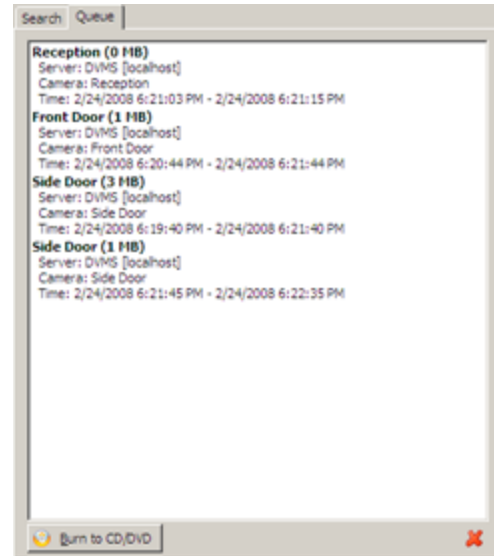 Search Queue
Reception (0 MB)
Server: DVMS [localhost]
Camera: Reception
Time: 2/24/2008 6:21:03 PM - 2/24/2008 6:21:15 PM
Front Door (1 MB)
Server: DVMS [localhost]
Camera: Front Door
Time: 2/24/2008 6:20:44 PM - 2/24/2008 6:21:44 PM
Side Door (3 MB)
Server: DVMS [localhost]
Camera: Side Door
Time: 2/24/2008 6:19:40 PM - 2/24/2008 6:21:40 PM
Side Door (1 MB)
Server: DVMS [localhost]
Camera: Side Door
Time: 2/24/2008 6:21:45 PM - 2/24/2008 6:22:35 PM
Burn to CD/DVD